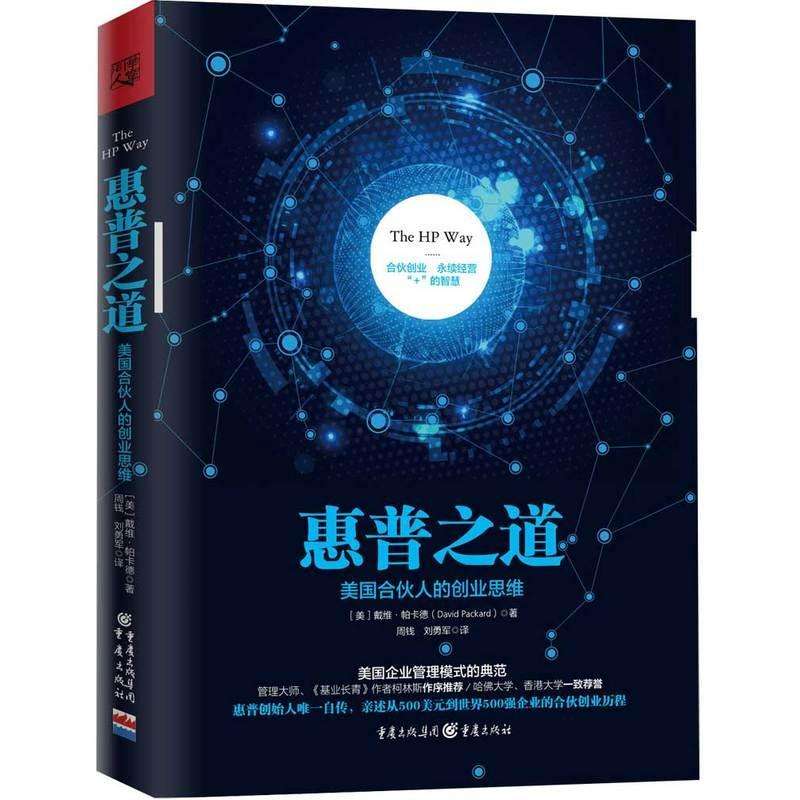 The
HP Way
惠普之道
美国合伙人的创业思维
[美]戴维·帕卡德 著
周钱 刘勇军 译
重庆出版集团
重庆出版社
The HP Way
······
合伙创业 永续经营
“+”的智慧
惠普之道
美国合伙人的创业思维
[美]戴维·帕卡德(David Packard)著
周钱 刘勇军 译
美国企业管理模式的典范
管理大师、《基业长青》作者柯林斯作序推荐/哈佛大学、香港大学一致荐誉
惠普创始人唯一自传,亲述从500美元到世界500强企业的合伙创业历程
重庆出版集团 重庆出版社